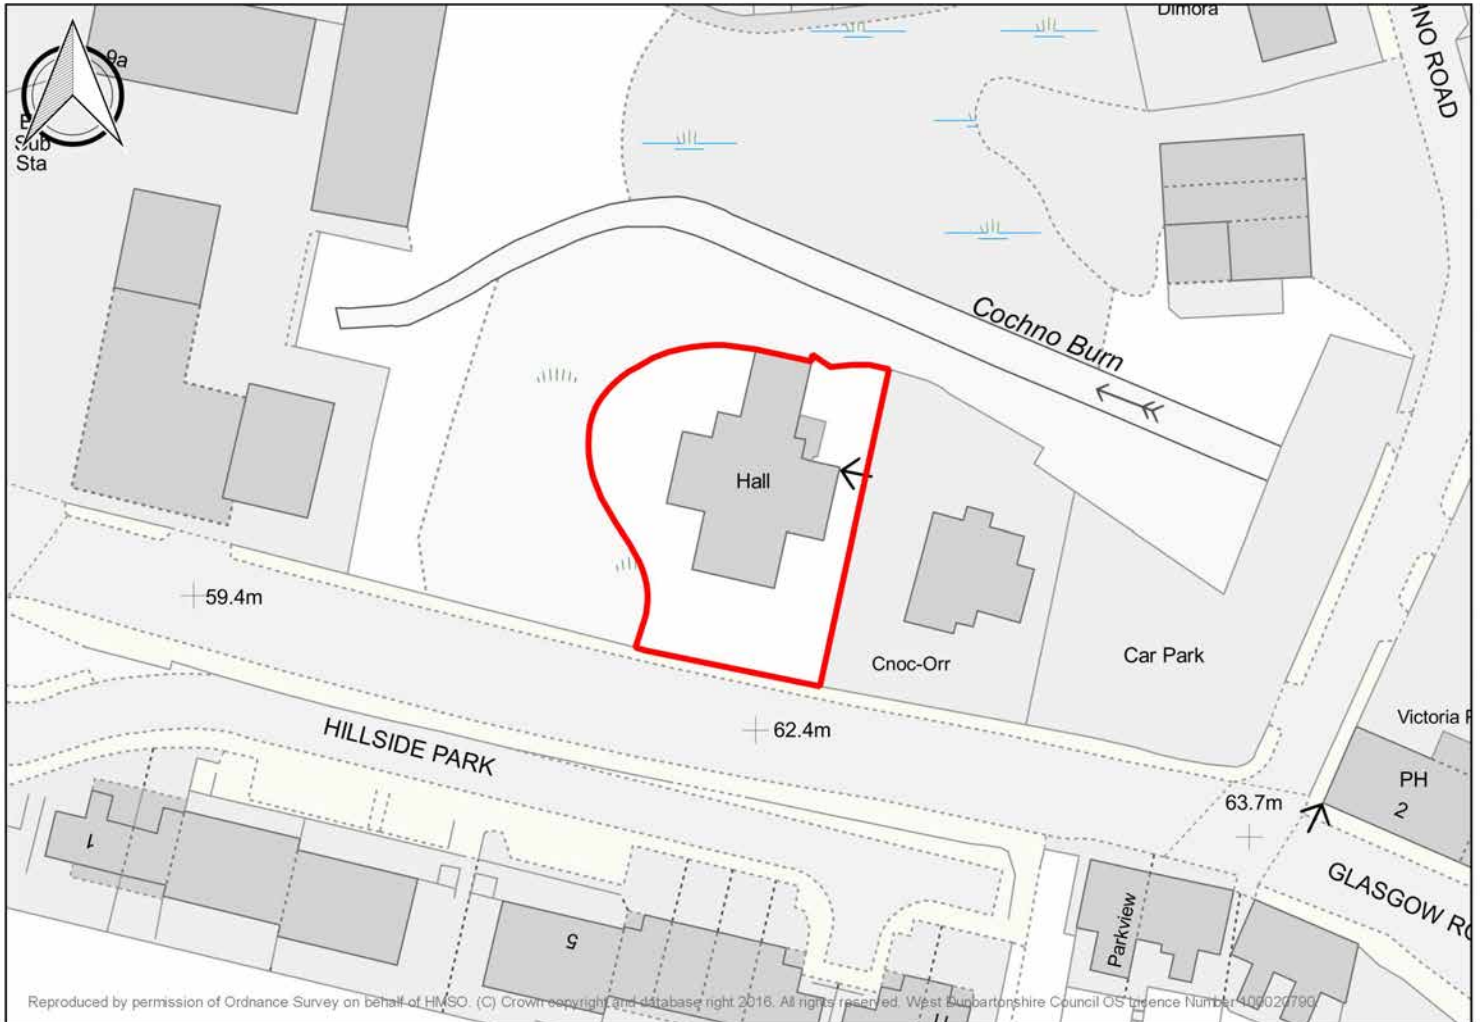 Dimora
9a
Sub
Sta
Cochno Burn
Hall
59.4m
Cnoc-Orr
Car Park
62.4m
HILLSIDE PARK
Victoria
PH
2
63.7m
1
5
Parkview
GLASGOW
Reproduced by permission of Ordnance Survey on behalf of HMSO. (C) Crown copyright and database right 2016. All rights reserved. West Dunbartonshire Council OS Licence Number 100020790
ROAD